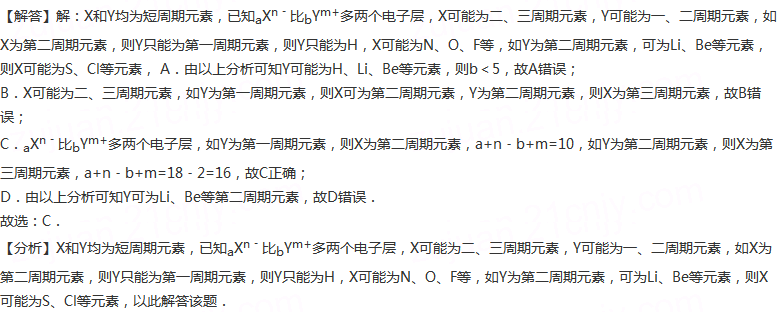 【解答】解：X和Y均为短周期元素，已知aXn﹣比bYm+多两个电子层，X可能为二、三周期元素，Y可能为一、二周期元素，如
X为第二周期元素，则Y只能为第一周期元素，则Y只能为H，X可能为N、O、F等，如Y为第二周期元素，可为Li、Be等元素，
则X可能为S、Cl等元素， A．由以上分析可知Y可能为H、Li、Be等元素，则b＜5，故A错误；
B．X可能为二、三周期元素，如Y为第一周期元素，则X可为第二周期元素，Y为第二周期元素，则X为第三周期元素，故B错
误；
C．aXn﹣比bYm+多两个电子层，如Y为第一周期元素，则X为第二周期元素，a+n﹣b+m=10，如Y为第二周期元素，则X为第
三周期元素，a+n﹣b+m=18﹣2=16，故C正确；
D．由以上分析可知Y可为Li、Be等第二周期元素，故D错误．
故选：C．
【分析】X和Y均为短周期元素，已知aXn﹣比bYm+多两个电子层，X可能为二、三周期元素，Y可能为一、二周期元素，如X为
第二周期元素，则Y只能为第一周期元素，则Y只能为H，X可能为N、O、F等，如Y为第二周期元素，可为Li、Be等元素，则X
可能为S、Cl等元素，以此解答该题．